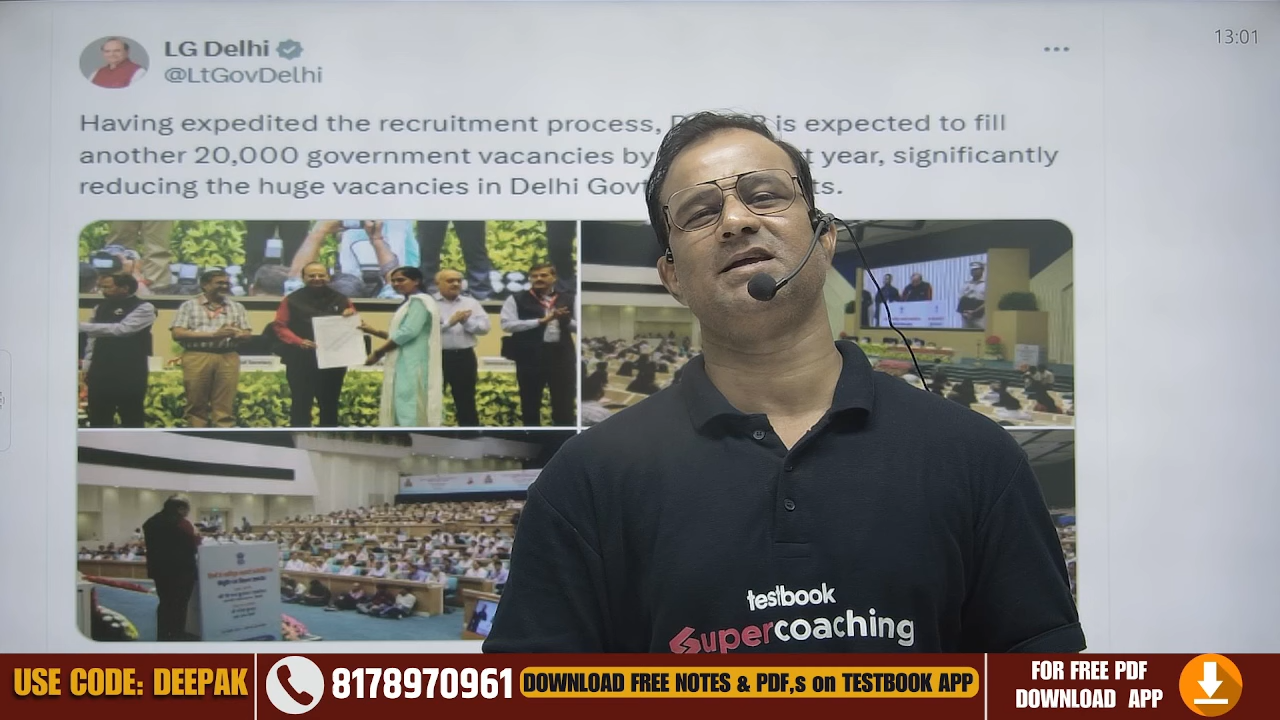 LG Delhi
@LtGovDelhi
13:01
Having expedited the recruitment process, is expected to fill
another 20,000 government vacancies by year, significantly
reducing the huge vacancies in Delhi Govt
testbook
Supercoaching
USE CODE: DEEPAK
8178970961
DOWNLOAD FREE NOTES & PDF,s on TESTBOOK APP
FOR FREE PDF
DOWNLOAD APP